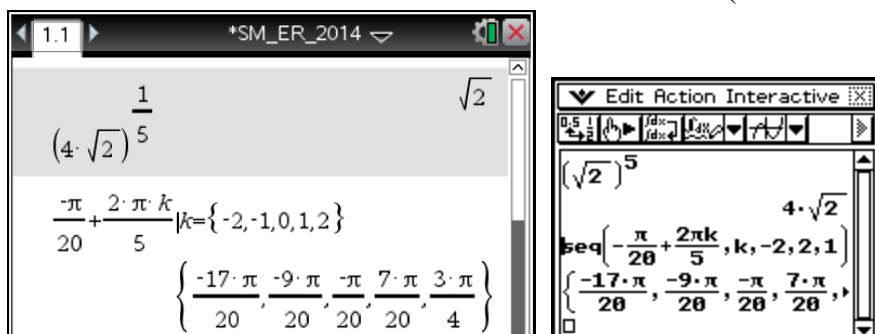 (
1.1 *SM_ER_2014
(4·√2)^(1/5) √2
-π/20 + 2·π·k/5 |k={-2,-1,0,1,2}
{-17·π/20, -9·π/20, -π/20, 7·π/20, 3·π/4}
Edit Action Interactive
(√2)^5
4·√2
seq(-π/20+2πk/5,k,-2,2,1)
{-17·π/20, -9·π/20, -π/20, 7·π/20,